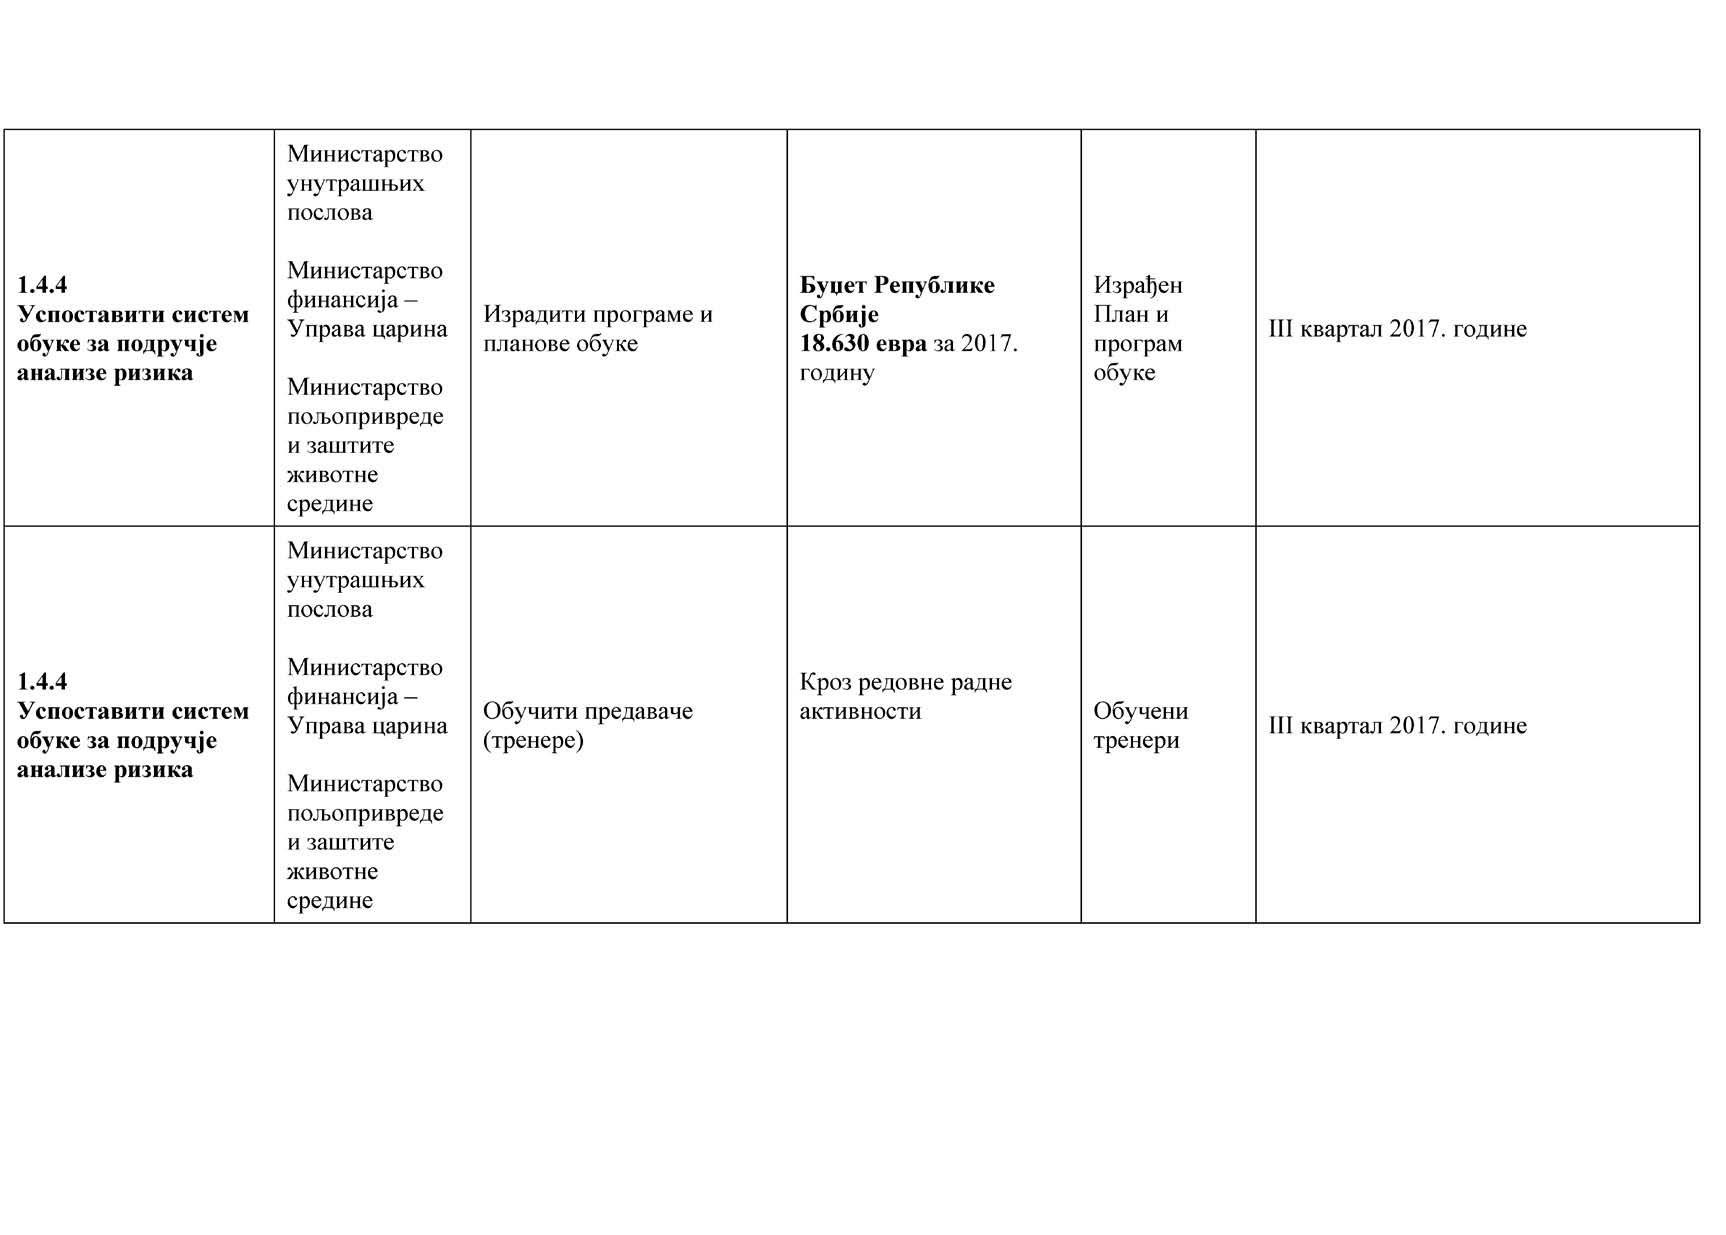 1.4.4
Успоставити систем
обуке за подручје
анализе ризика
Министарство
унутрашњих
послова
Министарство
финансија –
Управа царина
Министарство
пољопривреде
и заштите
животне
средине
Израдити програме и
планове обуке
Буџет Републике
Србије
18.630 евра за 2017.
годину
Израђен
План и
програм
обуке
III квартал 2017. године
1.4.4
Успоставити систем
обуке за подручје
анализе ризика
Министарство
унутрашњих
послова
Министарство
финансија –
Управа царина
Министарство
пољопривреде
и заштите
животне
средине
Обучити предаваче
(тренере)
Кроз редовне радне
активности
Обучени
тренери
III квартал 2017. године